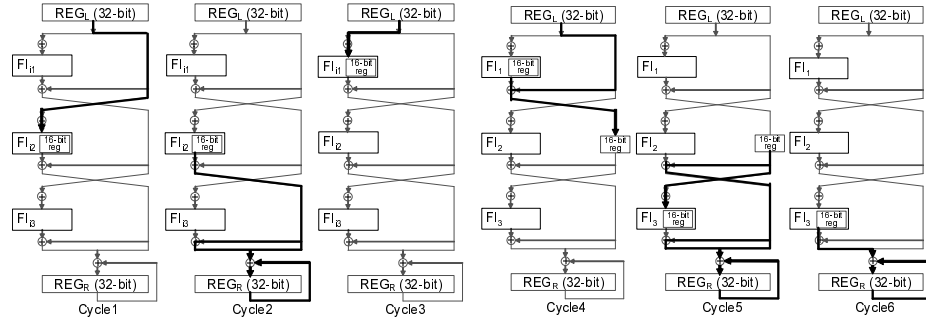 REGL (32-bit)
FIi1
FIi2 16-bit reg
FIi3
REGR (32-bit)
Cycle1
REGL (32-bit)
FIi1
FIi2 16-bit reg
FIi3
REGR (32-bit)
Cycle2
REGL (32-bit)
FIi1 16-bit reg
FIi2
FIi3
REGR (32-bit)
Cycle3
REGL (32-bit)
FI1 16-bit reg
FI2 16-bit reg
FI3
REGR (32-bit)
Cycle4
REGL (32-bit)
FI1
FI2 16-bit reg
FI3 16-bit reg
REGR (32-bit)
Cycle5
REGL (32-bit)
FI1
FI2
FI3 16-bit reg
REGR (32-bit)
Cycle6